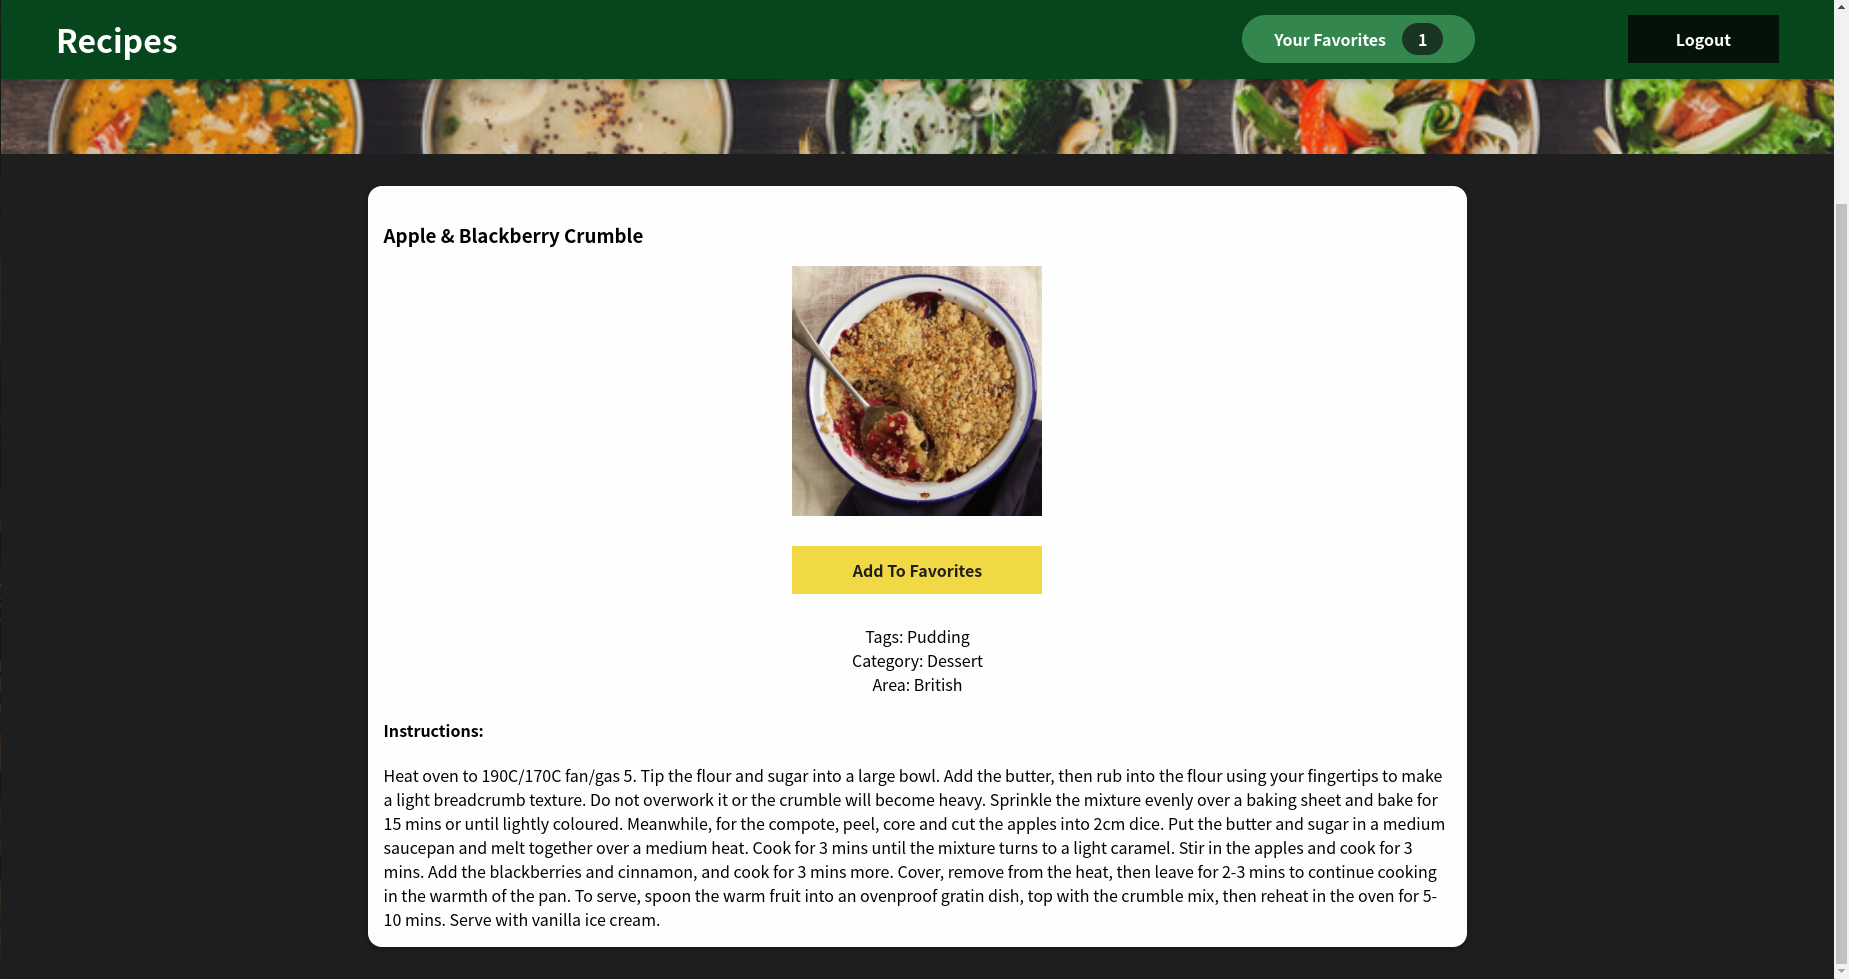 Recipes
Your Favorites 1
Logout
Apple & Blackberry Crumble
Add To Favorites
Tags: Pudding
Category: Dessert
Area: British
Instructions:
Heat oven to 190C/170C fan/gas 5. Tip the flour and sugar into a large bowl. Add the butter, then rub into the flour using your fingertips to make
a light breadcrumb texture. Do not overwork it or the crumble will become heavy. Sprinkle the mixture evenly over a baking sheet and bake for
15 mins or until lightly coloured. Meanwhile, for the compote, peel, core and cut the apples into 2cm dice. Put the butter and sugar in a medium
saucepan and melt together over a medium heat. Cook for 3 mins until the mixture turns to a light caramel. Stir in the apples and cook for 3
mins. Add the blackberries and cinnamon, and cook for 3 mins more. Cover, remove from the heat, then leave for 2-3 mins to continue cooking
in the warmth of the pan. To serve, spoon the warm fruit into an ovenproof gratin dish, top with the crumble mix, then reheat in the oven for 5-
10 mins. Serve with vanilla ice cream.